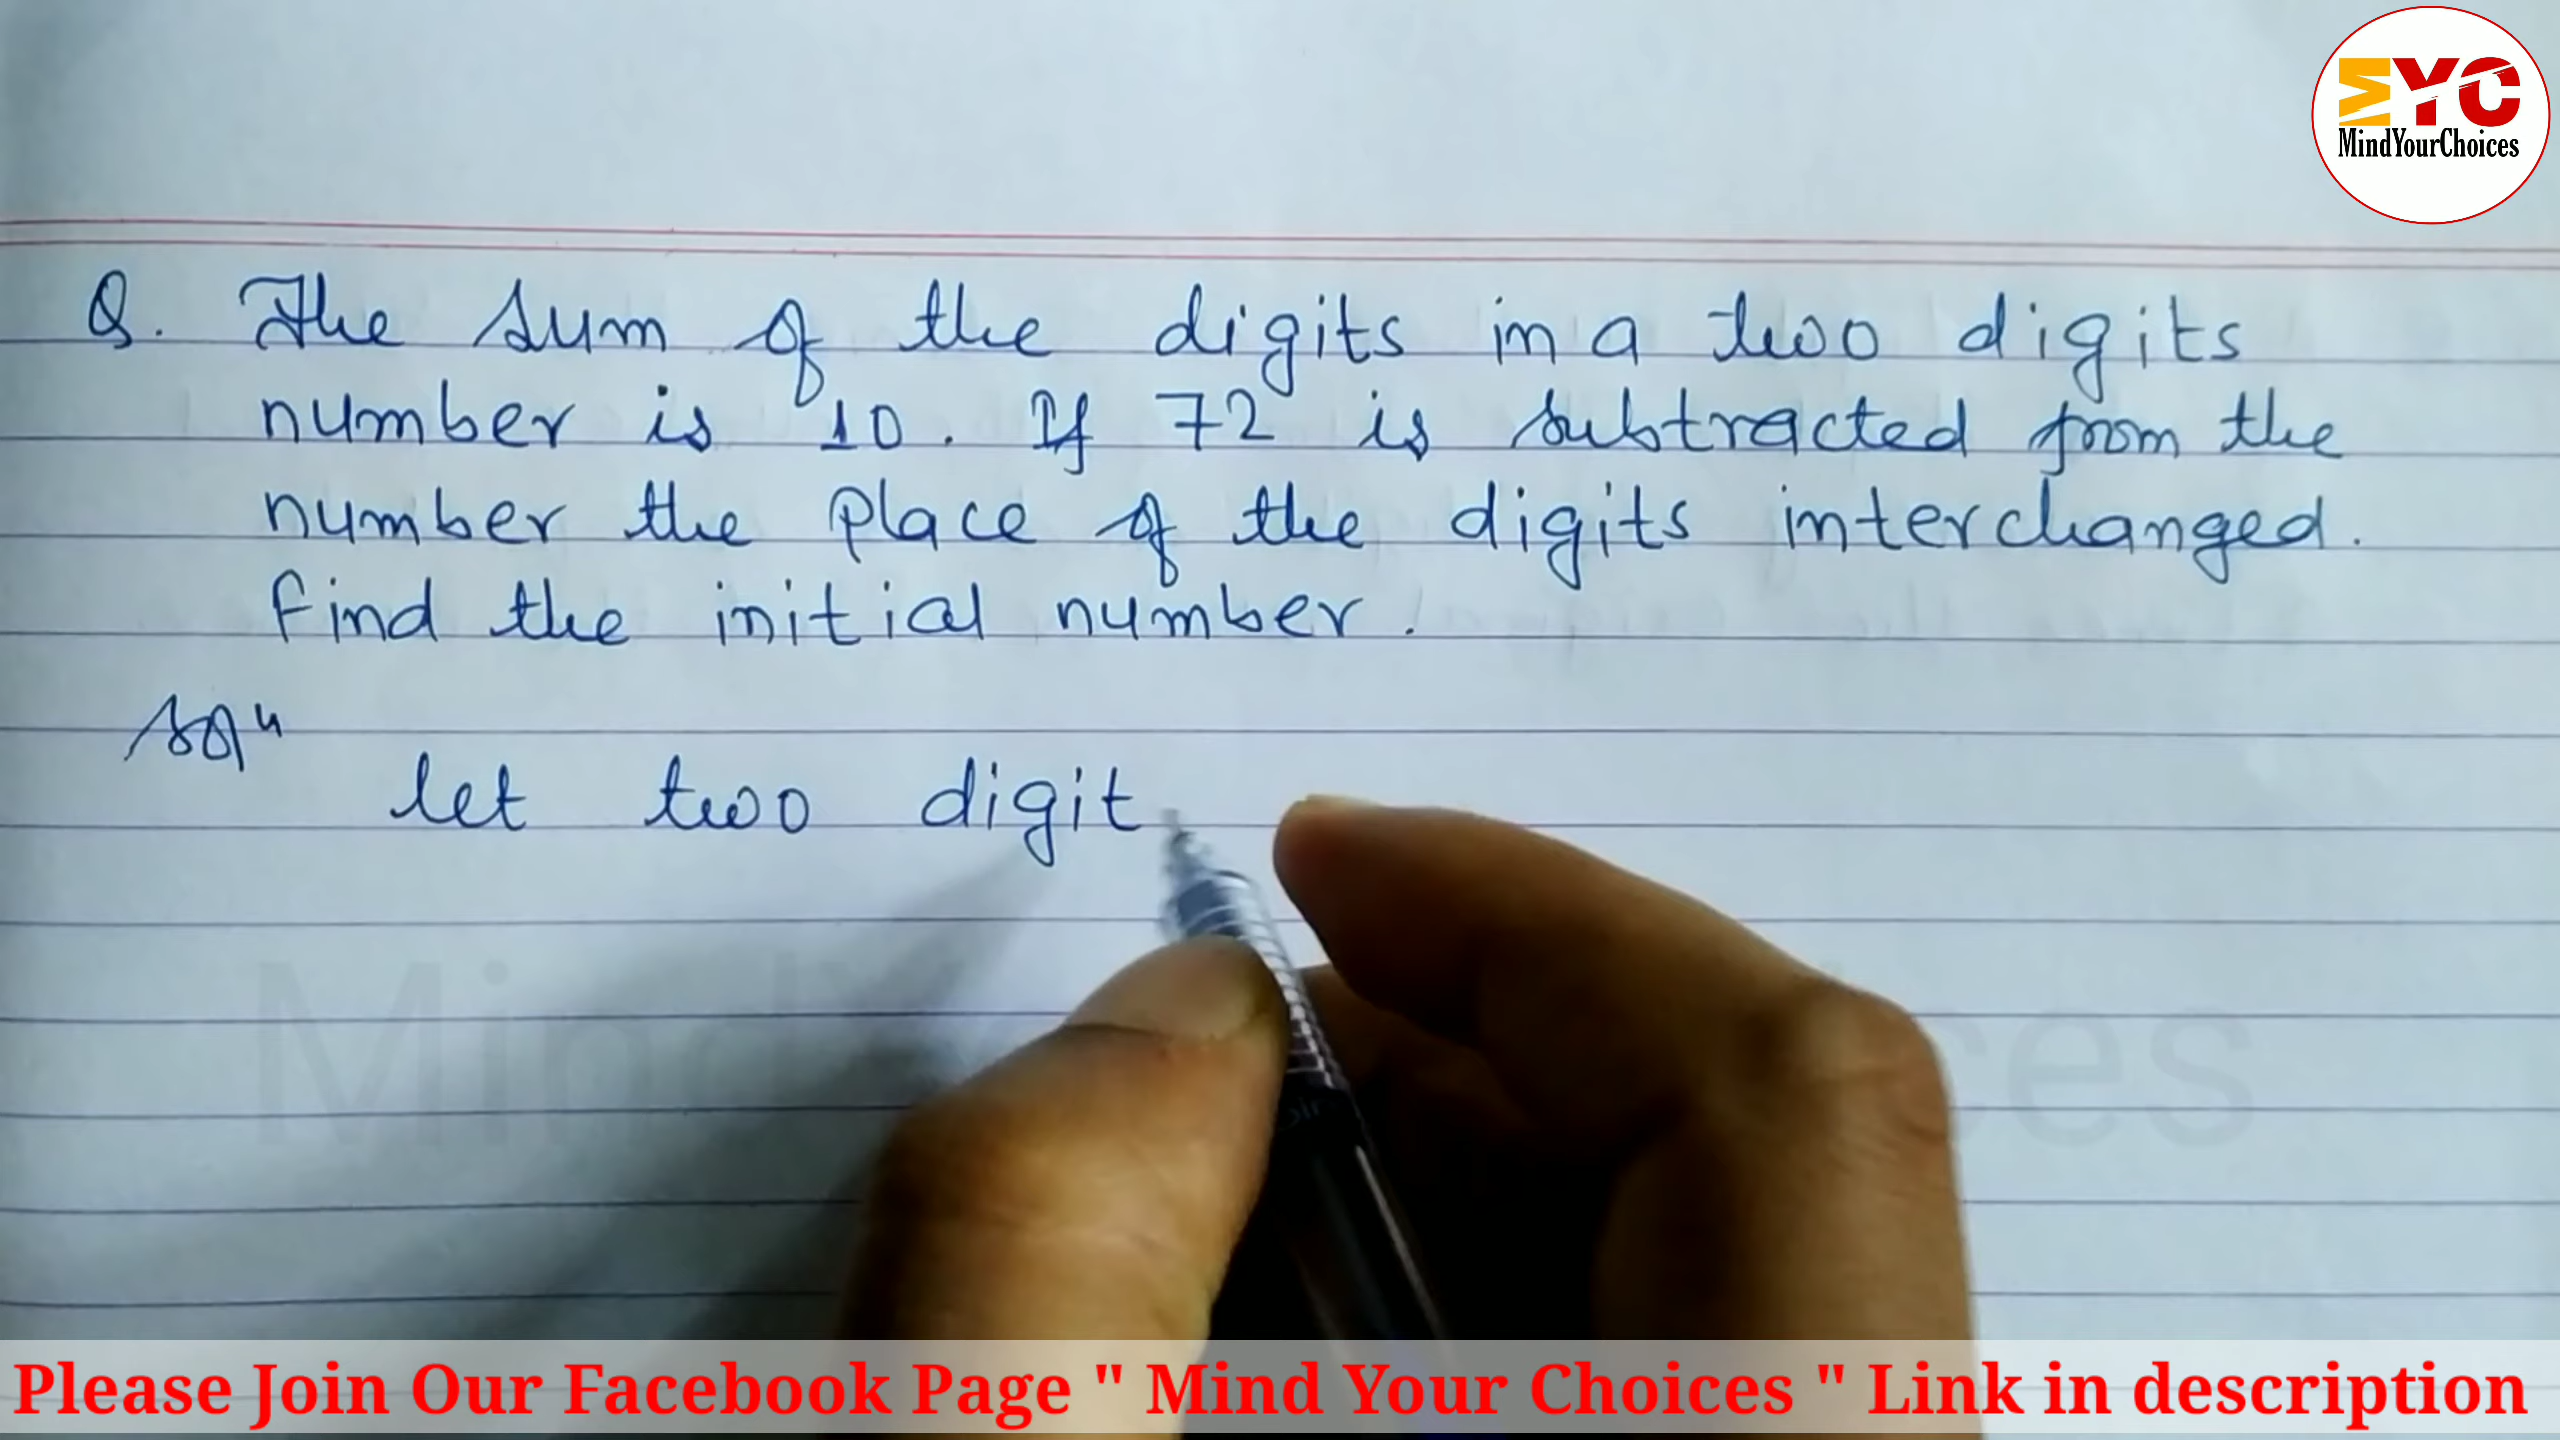 MYC
MindYourChoices
Q. The sum of the digits in a two digits
number is 10. If 72 is subtracted from the
number the place of the digits interchanged.
Find the initial number.
Solⁿ
let two digit
Please Join Our Facebook Page " Mind Your Choices " Link in description